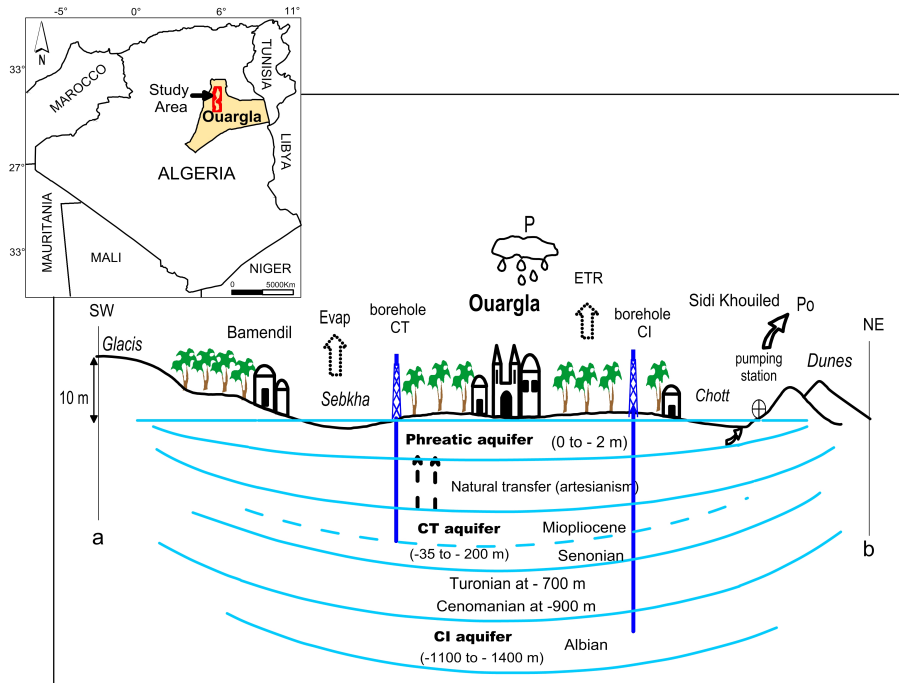 -5° 0° 6° 11°
N
33°
27°
33°
MAROCCO
TUNISIA
LIBYA
Study
Area
Ouargla
ALGERIA
MAURITANIA
MALI
NIGER
0 5000Km
P
ETR
Ouargla
SW
Glacis
Bamendil
Evap
borehole
CT
borehole
CI
Sidi Khouiled
Po
NE
pumping
station
Dunes
10 m
Sebkha
Chott
Phreatic aquifer (0 to - 2 m)
Natural transfer (artesianism)
CT aquifer Miopliocene
(-35 to - 200 m) Senonian
a
b
Turonian at - 700 m
Cenomanian at -900 m
CI aquifer Albian
(-1100 to - 1400 m)